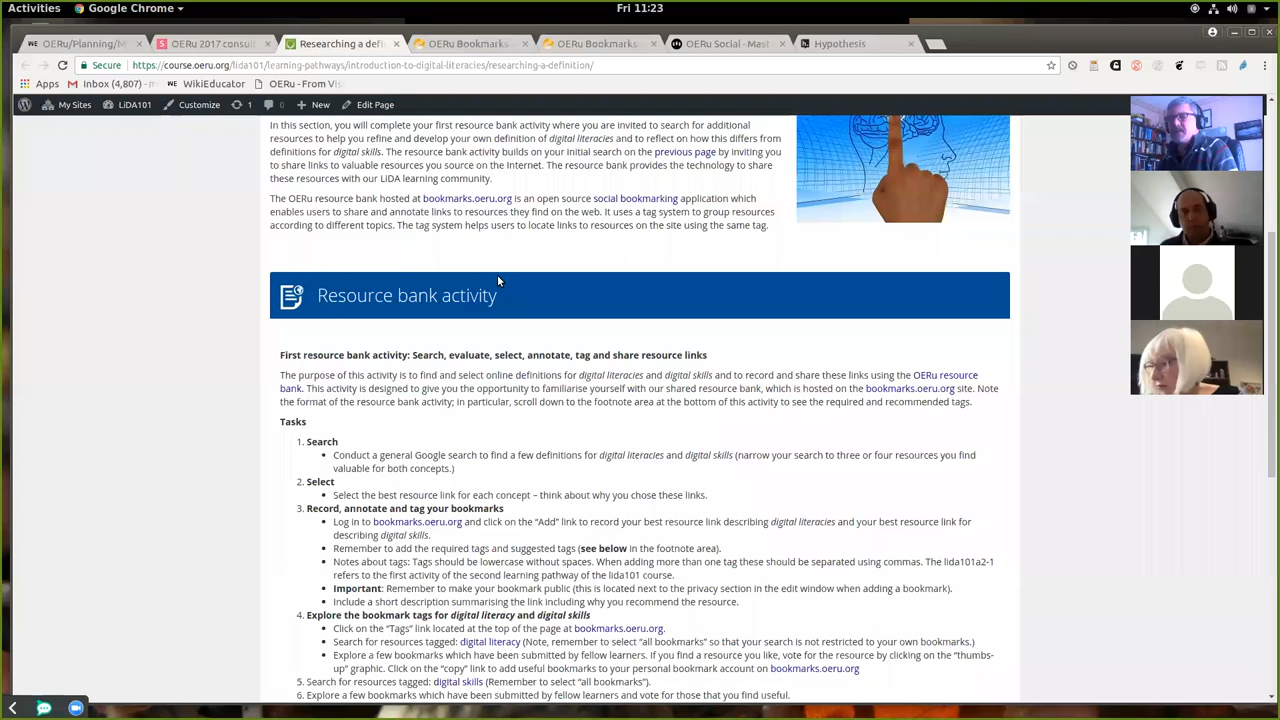 Activities
Google Chrome
Fri 11:23
OERu/Planning/M
OERu 2017 consult
Researching a defi
OERu Bookmarks
OERu Bookmarks
OERu Social - Mast
Hypothesis
Secure
https://course.oeru.org/lida101/learning-pathways/introduction-to-digital-literacies/researching-a-definition/
Apps
Inbox (4,807) - m
WikiEducator
OERu - From Vis
My Sites
LiDA101
Customize
1
0
New
Edit Page
In this section, you will complete your first resource bank activity where you are invited to search for additional
resources to help you refine and develop your own definition of digital literacies and to reflect on how this differs from
definitions for digital skills. The resource bank activity builds on your initial search on the previous page by inviting you
to share links to valuable resources you source on the Internet. The resource bank provides the technology to share
these resources with our LiDA learning community.
The OERu resource bank hosted at bookmarks.oeru.org is an open source social bookmarking application which
enables users to share and annotate links to resources they find on the web. It uses a tag system to group resources
according to different topics. The tag system helps users to locate links to resources on the site using the same tag.
Resource bank activity
First resource bank activity: Search, evaluate, select, annotate, tag and share resource links
The purpose of this activity is to find and select online definitions for digital literacies and digital skills and to record and share these links using the OERu resource
bank. This activity is designed to give you the opportunity to familiarise yourself with our shared resource bank, which is hosted on the bookmarks.oeru.org site. Note
the format of the resource bank activity; in particular, scroll down to the footnote area at the bottom of this activity to see the required and recommended tags.
Tasks
1. Search
• Conduct a general Google search to find a few definitions for digital literacies and digital skills (narrow your search to three or four resources you find
valuable for both concepts.)
2. Select
• Select the best resource link for each concept – think about why you chose these links.
3. Record, annotate and tag your bookmarks
• Log in to bookmarks.oeru.org and click on the “Add” link to record your best resource link describing digital literacies and your best resource link for
describing digital skills.
• Remember to add the required tags and suggested tags (see below in the footnote area).
• Notes about tags: Tags should be lowercase without spaces. When adding more than one tag these should be separated using commas. The lida101a2-1
refers to the first activity of the second learning pathway of the lida101 course.
• Important: Remember to make your bookmark public (this is located next to the privacy section in the edit window when adding a bookmark).
• Include a short description summarising the link including why you recommend the resource.
4. Explore the bookmark tags for digital literacy and digital skills
• Click on the “Tags” link located at the top of the page at bookmarks.oeru.org.
• Search for resources tagged: digital literacy (Note, remember to select “all bookmarks” so that your search is not restricted to your own bookmarks.)
• Explore a few bookmarks which have been submitted by fellow learners. If you find a resource you like, vote for the resource by clicking on the “thumbs-
up” graphic. Click on the “copy” link to add useful bookmarks to your personal bookmark account on bookmarks.oeru.org
5. Search for resources tagged: digital skills (Remember to select “all bookmarks”).
6. Explore a few bookmarks which have been submitted by fellow learners and vote for those that you find useful.